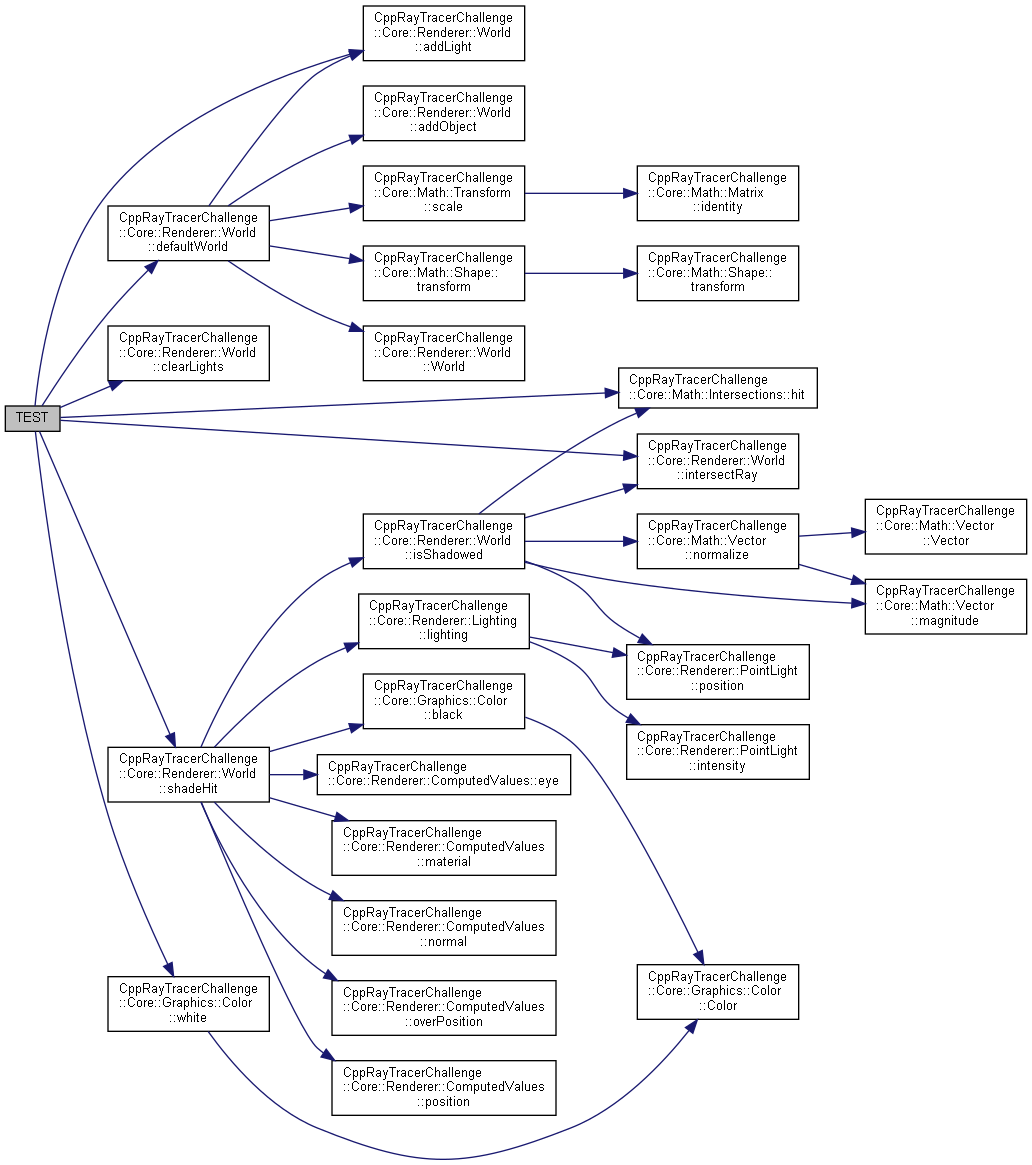 CppRayTracerChallenge
::Core::Renderer::World
::addLight
CppRayTracerChallenge
::Core::Renderer::World
::addObject
CppRayTracerChallenge
::Core::Math::Transform
::scale
CppRayTracerChallenge
::Core::Math::Matrix
::identity
CppRayTracerChallenge
::Core::Renderer::World
::defaultWorld
CppRayTracerChallenge
::Core::Math::Shape::
transform
CppRayTracerChallenge
::Core::Math::Shape::
transform
CppRayTracerChallenge
::Core::Renderer::World
::clearLights
CppRayTracerChallenge
::Core::Renderer::World
::World
CppRayTracerChallenge
::Core::Math::Intersections::hit
TEST
CppRayTracerChallenge
::Core::Renderer::World
::intersectRay
CppRayTracerChallenge
::Core::Renderer::World
::isShadowed
CppRayTracerChallenge
::Core::Math::Vector
::normalize
CppRayTracerChallenge
::Core::Math::Vector
::Vector
CppRayTracerChallenge
::Core::Math::Vector
::magnitude
CppRayTracerChallenge
::Core::Renderer::Lighting
::lighting
CppRayTracerChallenge
::Core::Renderer::PointLight
::position
CppRayTracerChallenge
::Core::Graphics::Color
::black
CppRayTracerChallenge
::Core::Renderer::PointLight
::intensity
CppRayTracerChallenge
::Core::Renderer::World
::shadeHit
CppRayTracerChallenge
::Core::Renderer::ComputedValues::eye
CppRayTracerChallenge
::Core::Renderer::ComputedValues
::material
CppRayTracerChallenge
::Core::Renderer::ComputedValues
::normal
CppRayTracerChallenge
::Core::Graphics::Color
::white
CppRayTracerChallenge
::Core::Renderer::ComputedValues
::overPosition
CppRayTracerChallenge
::Core::Graphics::Color
::Color
CppRayTracerChallenge
::Core::Renderer::ComputedValues
::position